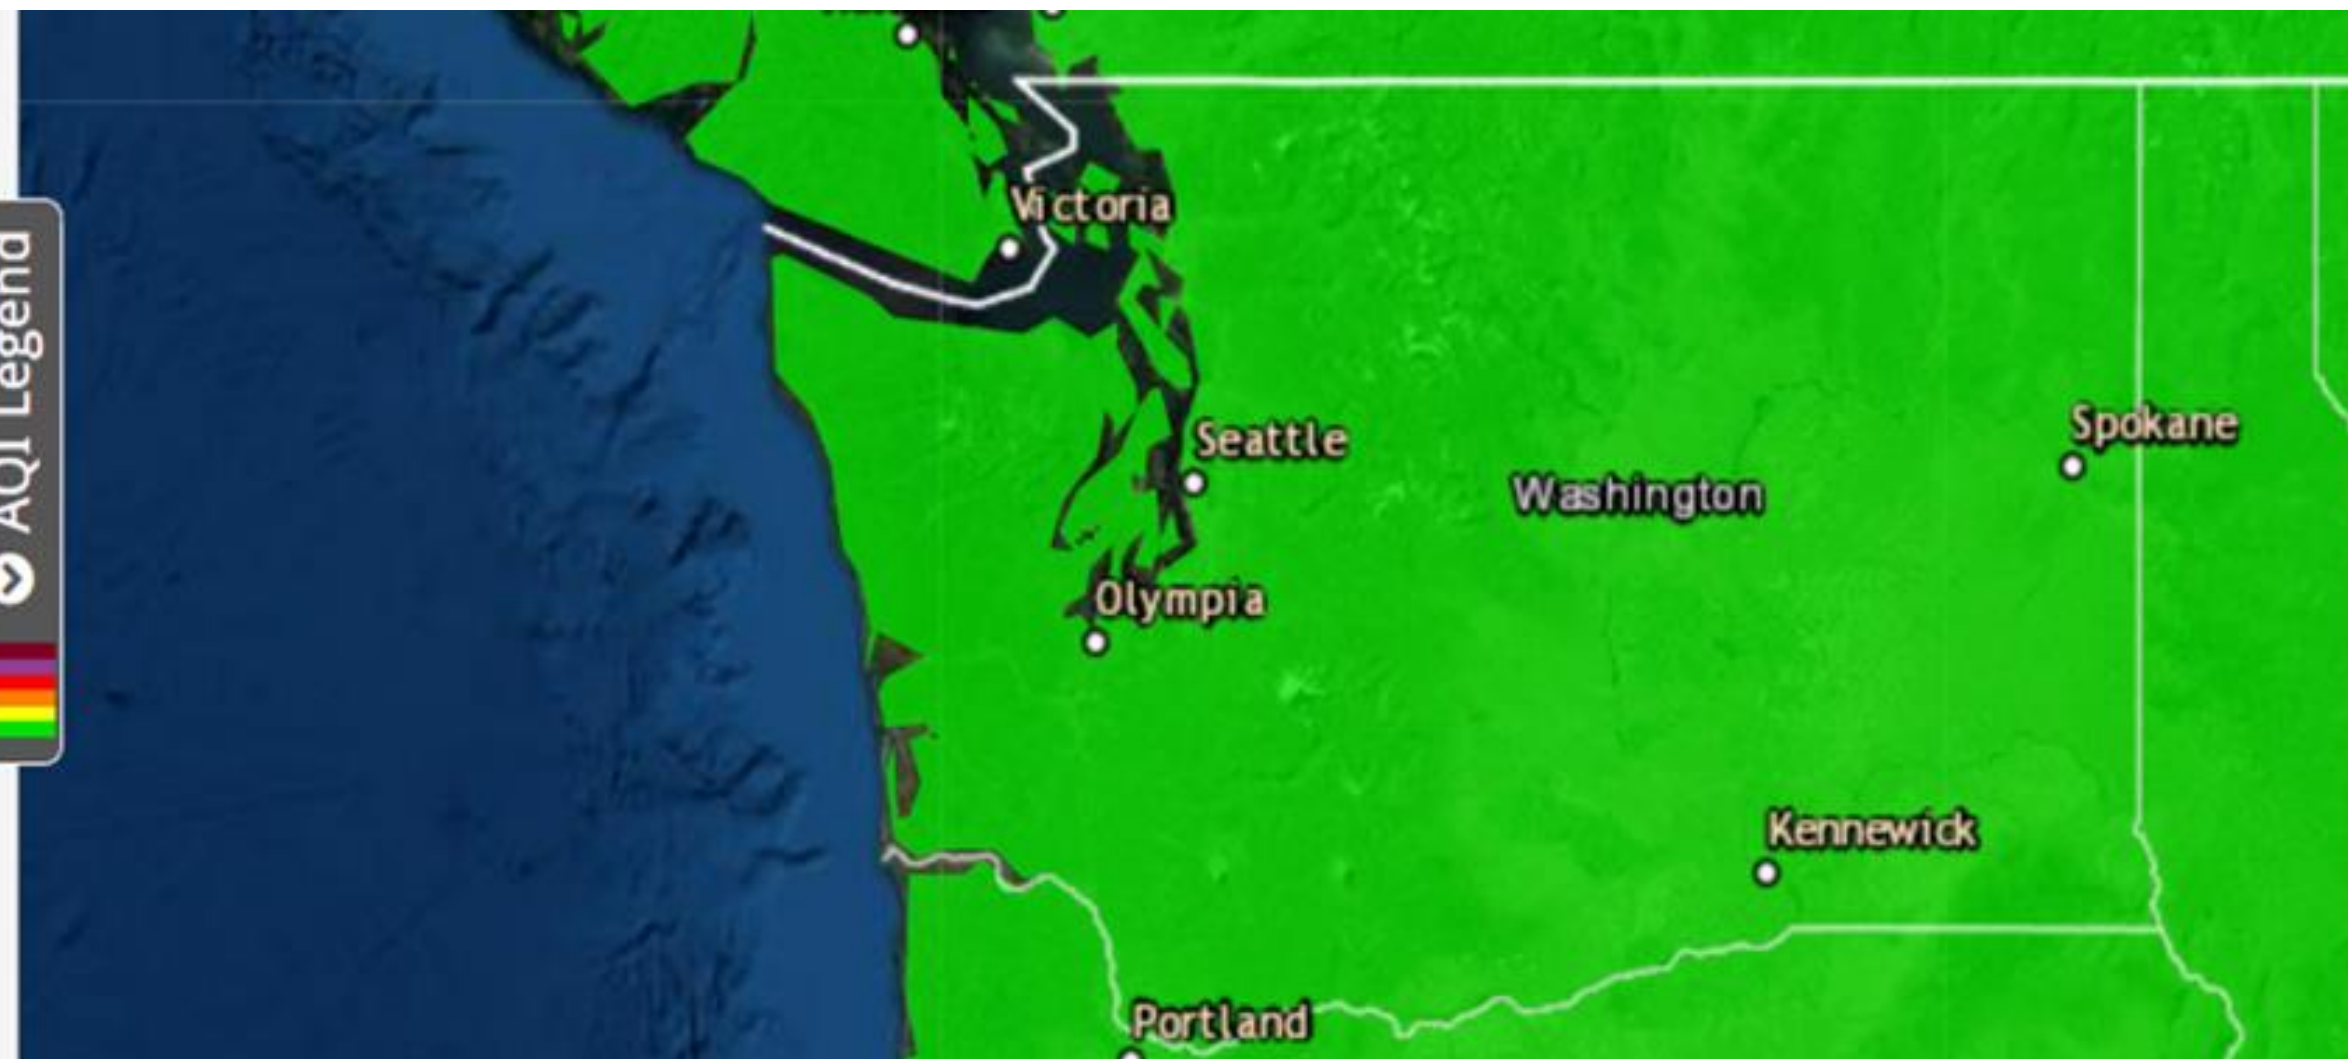 Victoria
Seattle
Spokane
Washington
Olympia
Kennewick
Portland
AQI Legend